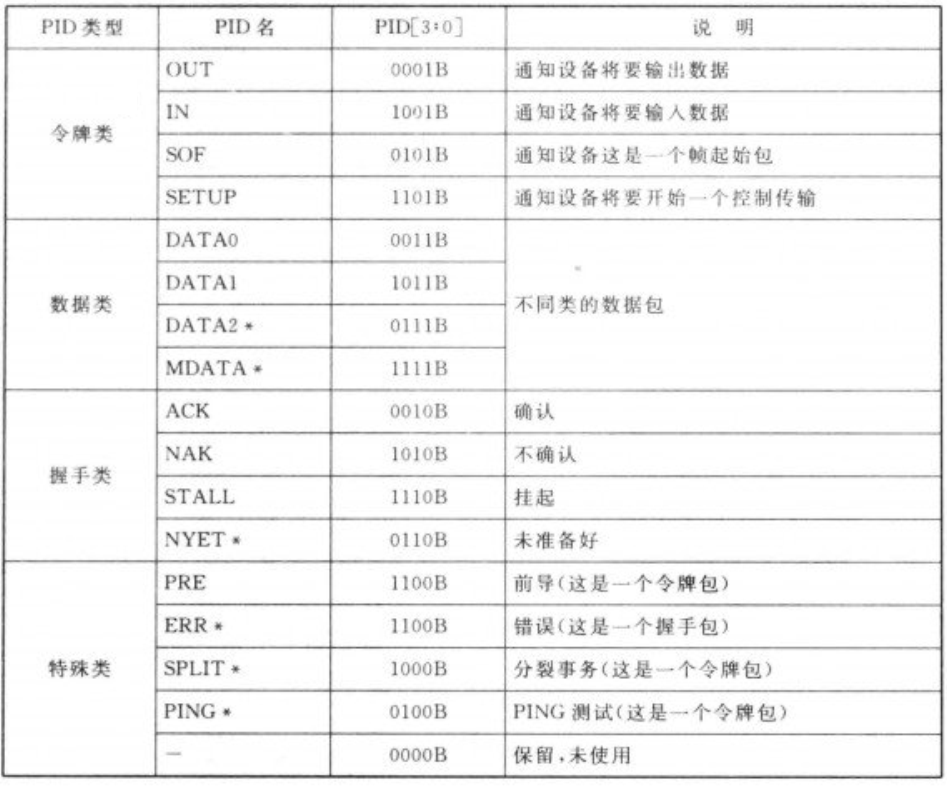 PID 类型 PID 名 PID[3:0] 说 明
令牌类
OUT 0001B 通知设备将要输出数据
IN 1001B 通知设备将要输入数据
SOF 0101B 通知设备这是一个帧起始包
SETUP 1101B 通知设备将要开始一个控制传输
数据类
DATA0 0011B
DATA1 1011B
DATA2 * 0111B
MDATA * 1111B
不同类的数据包
握手类
ACK 0010B 确认
NAK 1010B 不确认
STALL 1110B 挂起
NYET * 0110B 未准备好
特殊类
PRE 1100B 前导(这是一个令牌包)
ERR * 1100B 错误(这是一个握手包)
SPLIT * 1000B 分裂事务(这是一个令牌包)
PING * 0100B PING 测试(这是一个令牌包)
— 0000B 保留,未使用